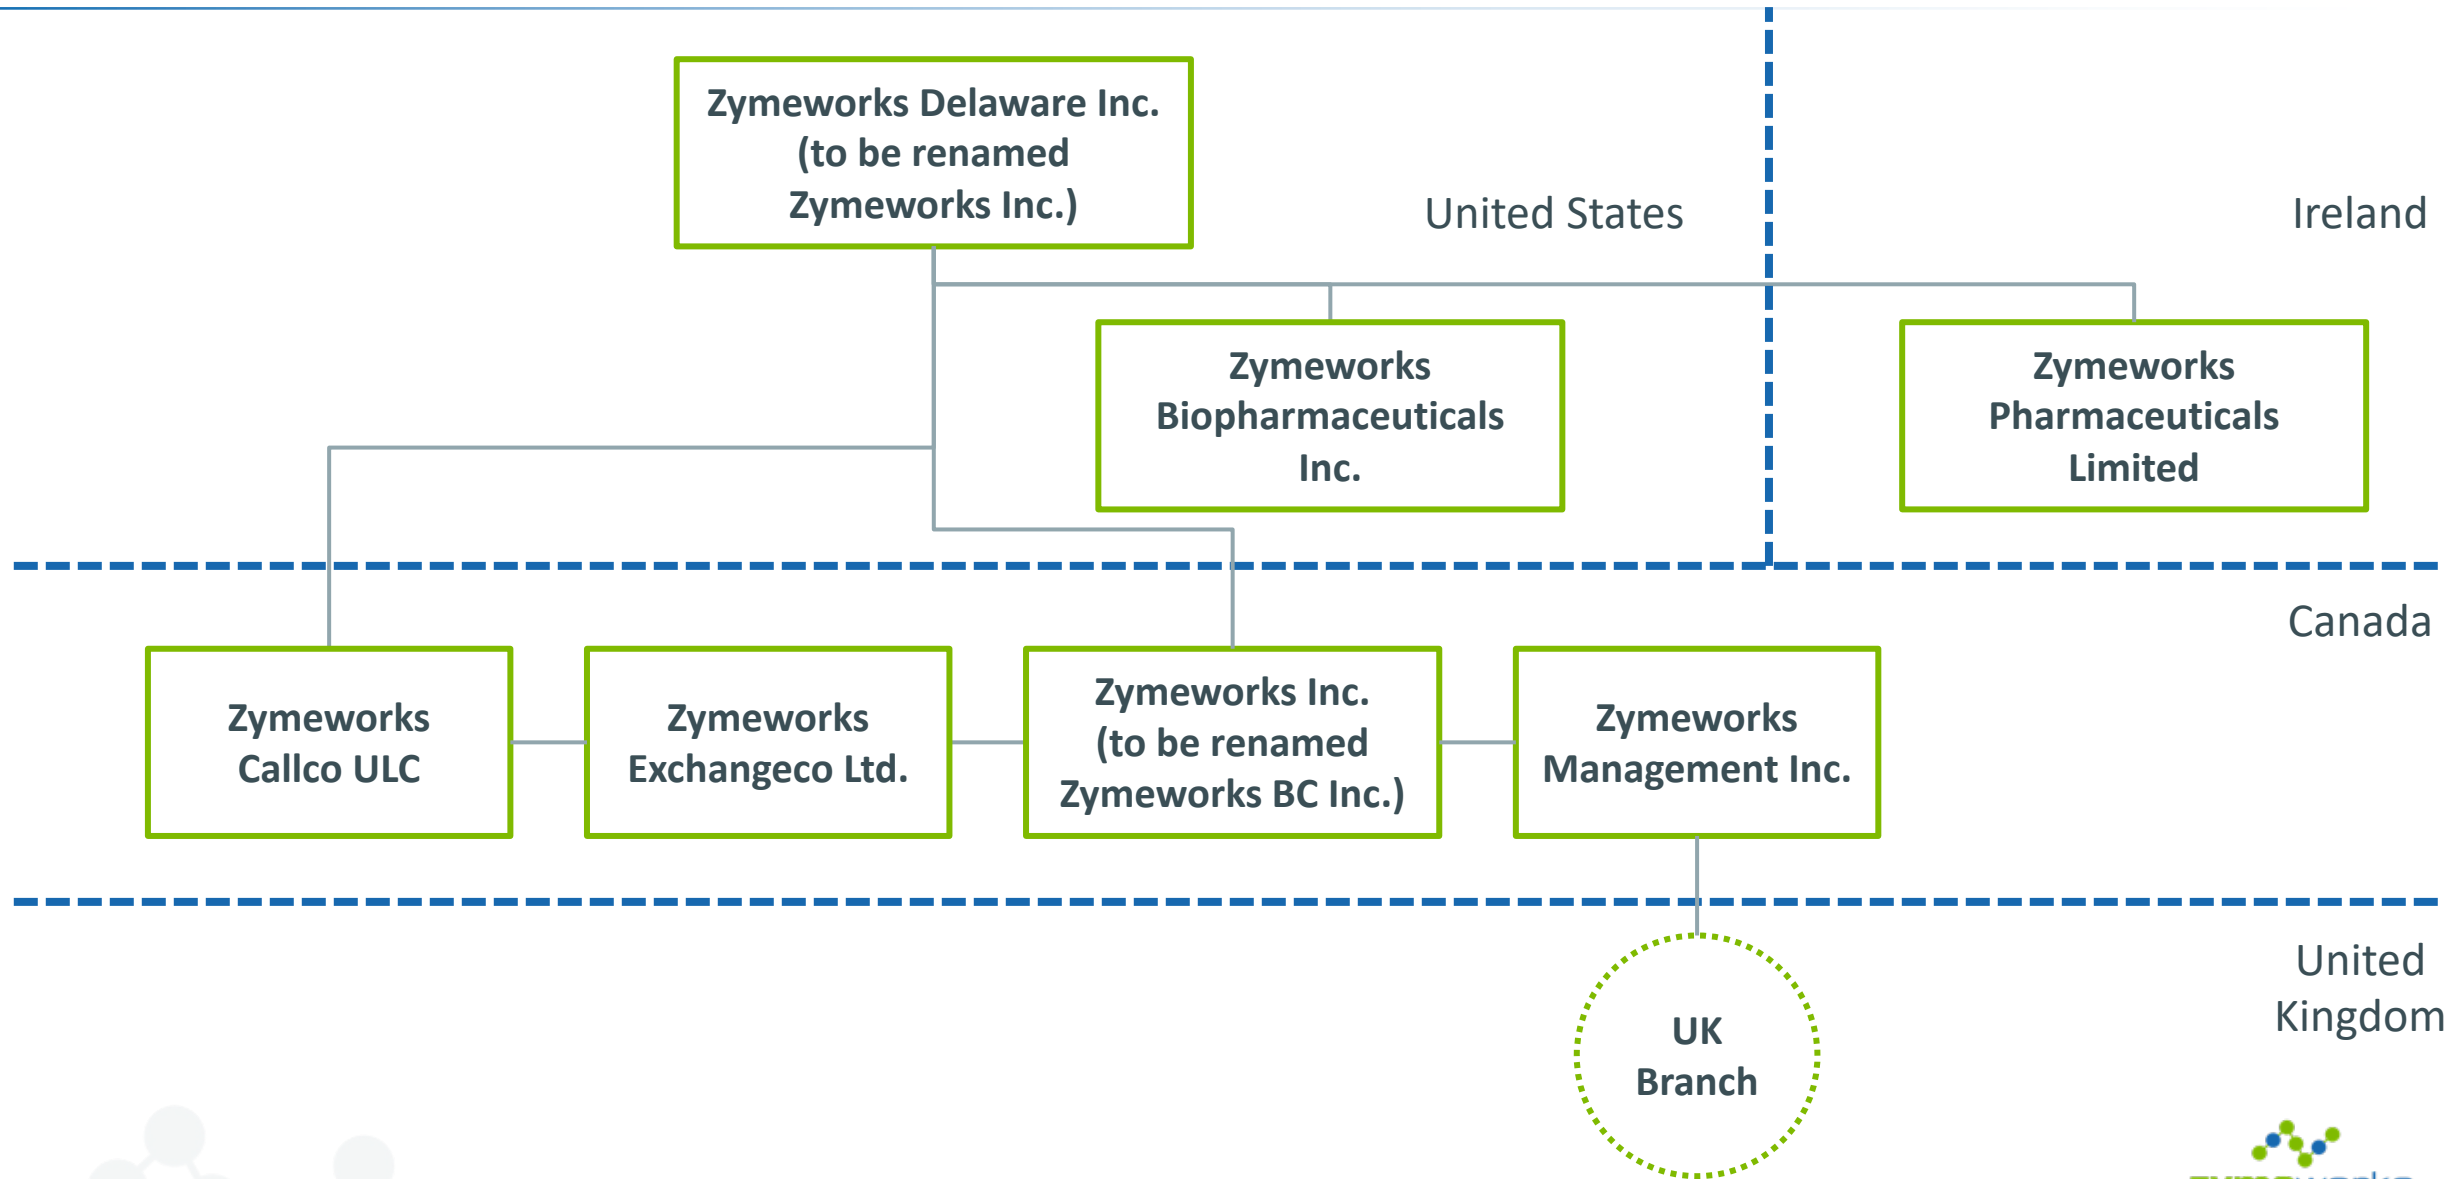 Zymeworks Delaware Inc.
(to be renamed
Zymeworks Inc.)
United States
Ireland
Zymeworks
Biopharmaceuticals
Inc.
Zymeworks
Pharmaceuticals
Limited
Canada
Zymeworks
Callco ULC
Zymeworks
Exchangeco Ltd.
Zymeworks Inc.
(to be renamed
Zymeworks BC Inc.)
Zymeworks
Management Inc.
United
Kingdom
UK
Branch